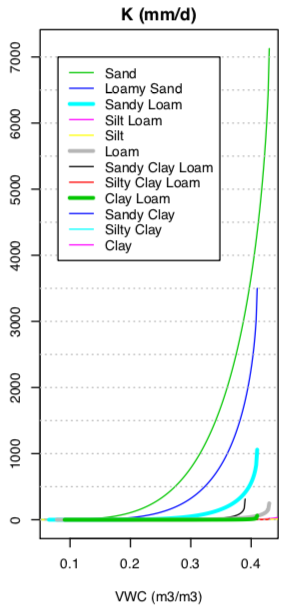 K (mm/d)
7000
6000
5000
4000
3000
2000
1000
0
Sand
Loamy Sand
Sandy Loam
Silt Loam
Silt
Loam
Sandy Clay Loam
Silty Clay Loam
Clay Loam
Sandy Clay
Silty Clay
Clay
0.1 0.2 0.3 0.4
VWC (m3/m3)